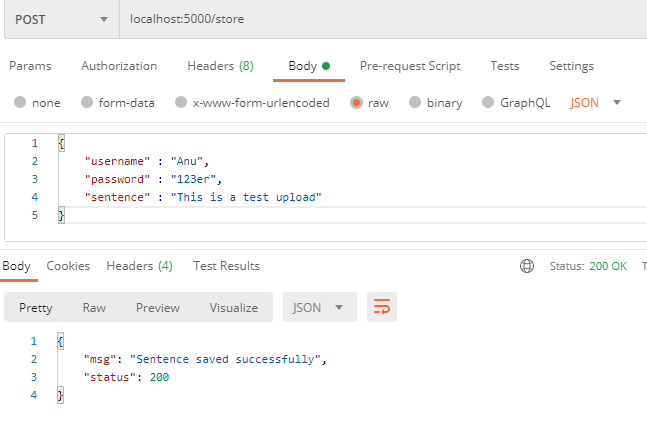 POST localhost:5000/store
Params Authorization Headers (8) Body Pre-request Script Tests Settings
none form-data x-www-form-urlencoded raw binary GraphQL JSON
1 {
2 "username" : "Anu",
3 "password" : "123er",
4 "sentence" : "This is a test upload"
5 }
Body Cookies Headers (4) Test Results Status: 200 OK T
Pretty Raw Preview Visualize JSON
1 {
2 "msg": "Sentence saved successfully",
3 "status": 200
4 }